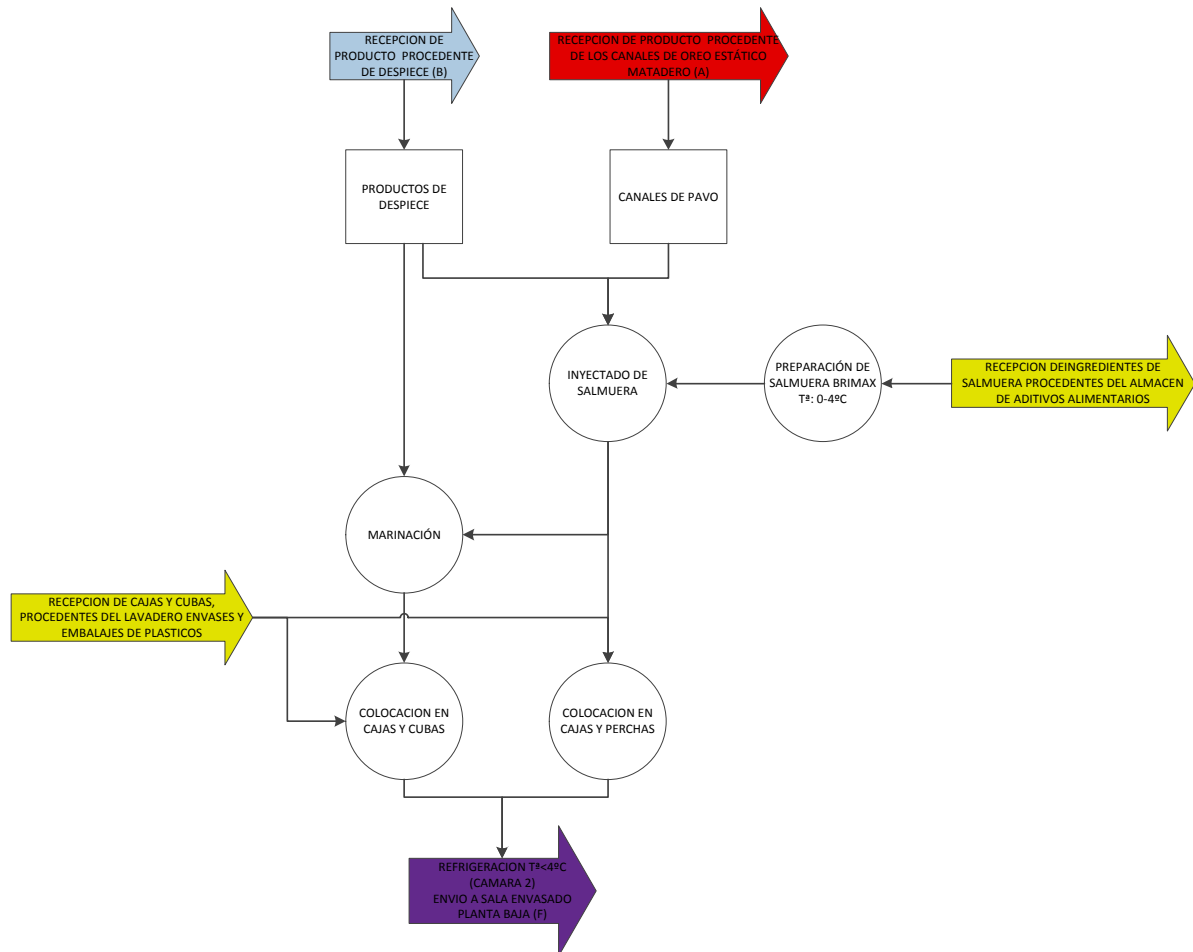 RECEPCION DE
PRODUCTO PROCEDENTE
DE DESPIECE (B)
RECEPCION DE PRODUCTO PROCEDENTE
DE LOS CANALES DE OREO ESTÁTICO
MATADERO (A)
PRODUCTOS DE
DESPIECE
CANALES DE PAVO
INYECTADO DE
SALMUERA
PREPARACIÓN DE
SALMUERA BRIMAX
Tª: 0-4ºC
RECEPCION DEINGREDIENTES DE
SALMUERA PROCEDENTES DEL ALMACEN
DE ADITIVOS ALIMENTARIOS
MARINACIÓN
RECEPCION DE CAJAS Y CUBAS,
PROCEDENTES DEL LAVADERO ENVASES Y
EMBALAJES DE PLASTICOS
COLOCACION EN
CAJAS Y CUBAS
COLOCACION EN
CAJAS Y PERCHAS
REFRIGERACION Tª<4ºC
(CAMARA 2)
ENVIO A SALA ENVASADO
PLANTA BAJA (F)